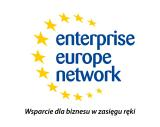 enterprise
europe
network
Wsparcie dla biznesu w zasięgu ręki